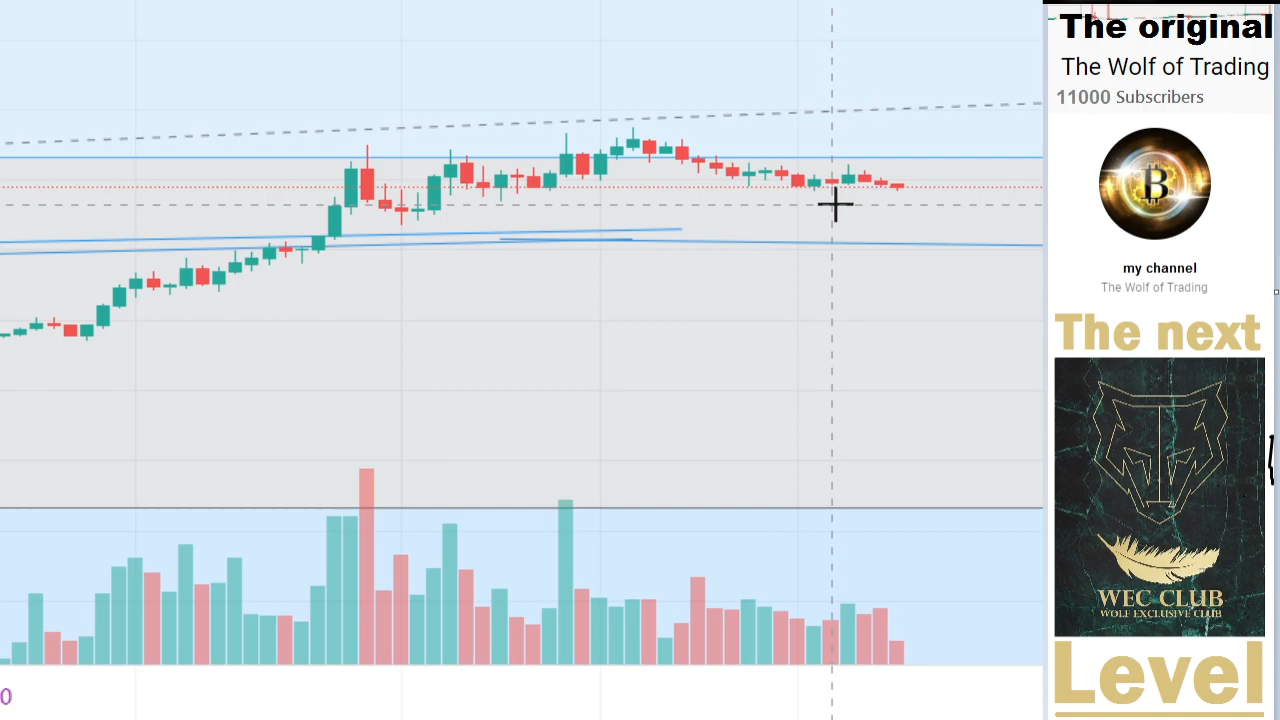 The original
The Wolf of Trading
11000 Subscribers
B
my channel
The Wolf of Trading
The next
WEC CLUB
WOLF EXCLUSIVE CLUB
Level
0